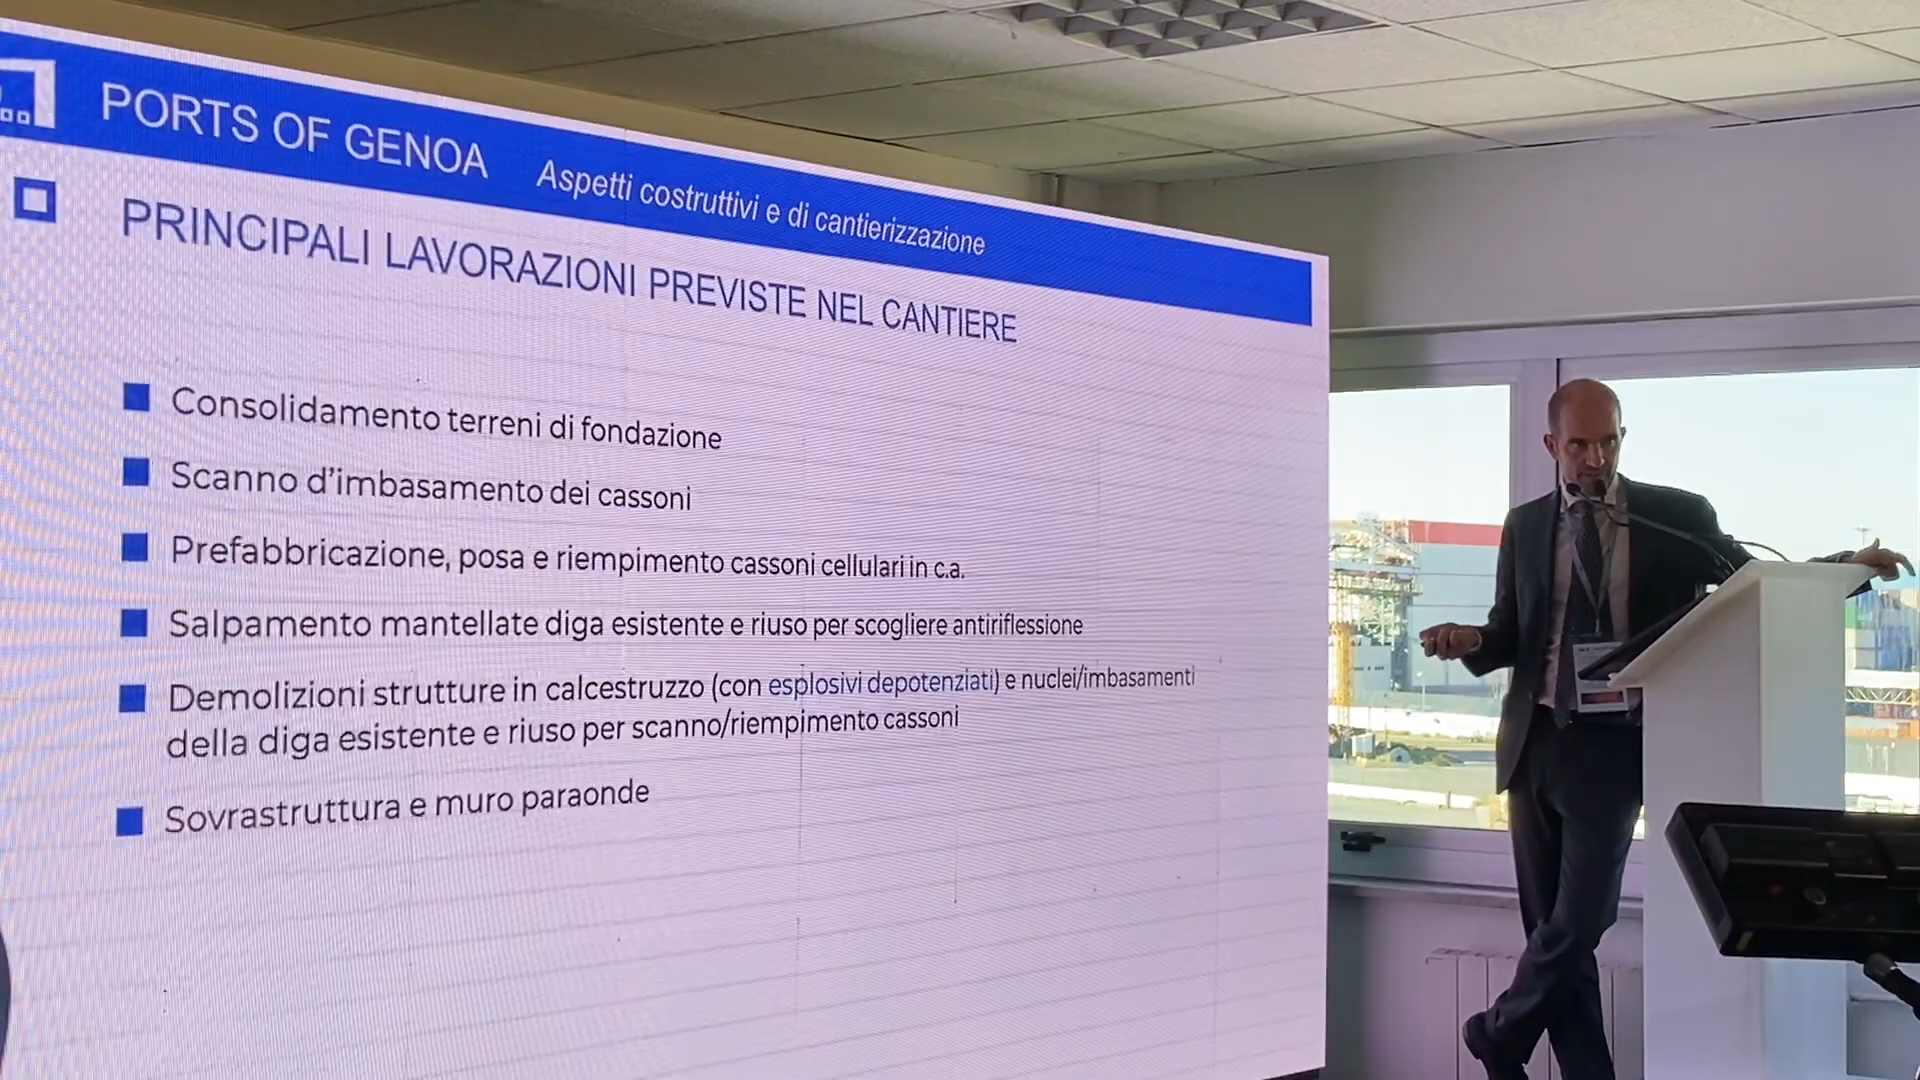 PORTS OF GENOA
Aspetti costruttivi e di cantierizzazione
PRINCIPALI LAVORAZIONI PREVISTE NEL CANTIERE
Consolidamento terreni di fondazione
Scanno d'imbasamento dei cassoni
Prefabbricazione, posa e riempimento cassoni cellulari in c.a.
Salpamento mantellate diga esistente e riuso per scogliere antiriflessione
Demolizioni strutture in calcestruzzo (con esplosivi depotenziati) e nuclei/imbasamenti
della diga esistente e riuso per scanno/riempimento cassoni
Sovrastruttura e muro paraonde